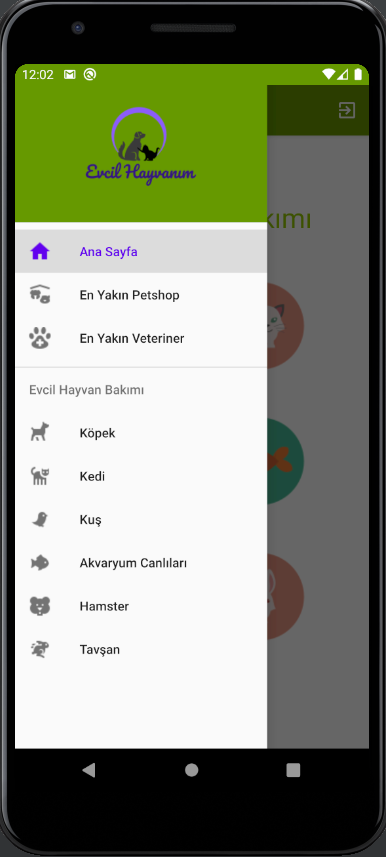 12:02
Evcil Hayvanım
kımı
Ana Sayfa
En Yakın Petshop
En Yakın Veteriner
Evcil Hayvan Bakımı
Köpek
Kedi
Kuş
Akvaryum Canlıları
Hamster
Tavşan